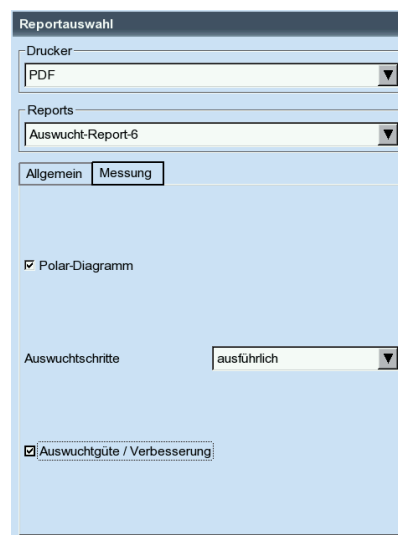 Reportauswahl
Drucker
PDF
Reports
Auswucht-Report-6
Allgemein Messung
Polar-Diagramm
Auswuchtschritte ausführlich
Auswuchtgüte / Verbesserung